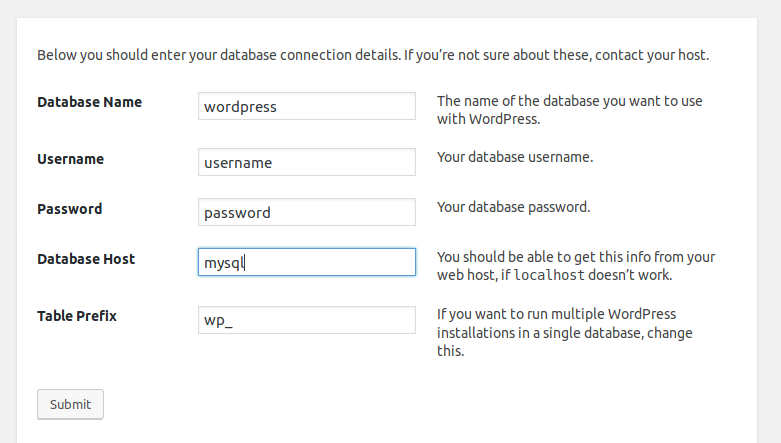 Below you should enter your database connection details. If you’re not sure about these, contact your host.
Database Name
wordpress
The name of the database you want to use
with WordPress.
Username
username
Your database username.
Password
password
Your database password.
Database Host
mysql
You should be able to get this info from your
web host, if localhost doesn’t work.
Table Prefix
wp_
If you want to run multiple WordPress
installations in a single database, change
this.
Submit